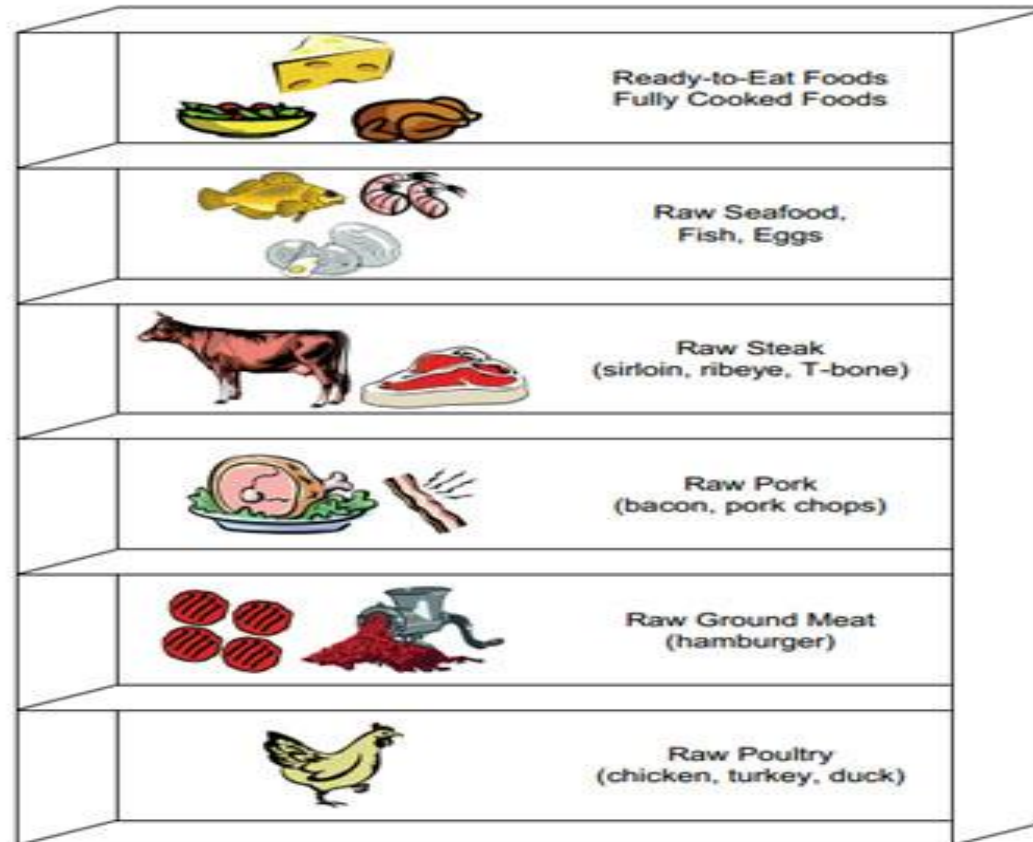 Ready-to-Eat Foods
Fully Cooked Foods
Raw Seafood,
Fish, Eggs
Raw Steak
(sirloin, ribeye, T-bone)
Raw Pork
(bacon, pork chops)
Raw Ground Meat
(hamburger)
Raw Poultry
(chicken, turkey, duck)